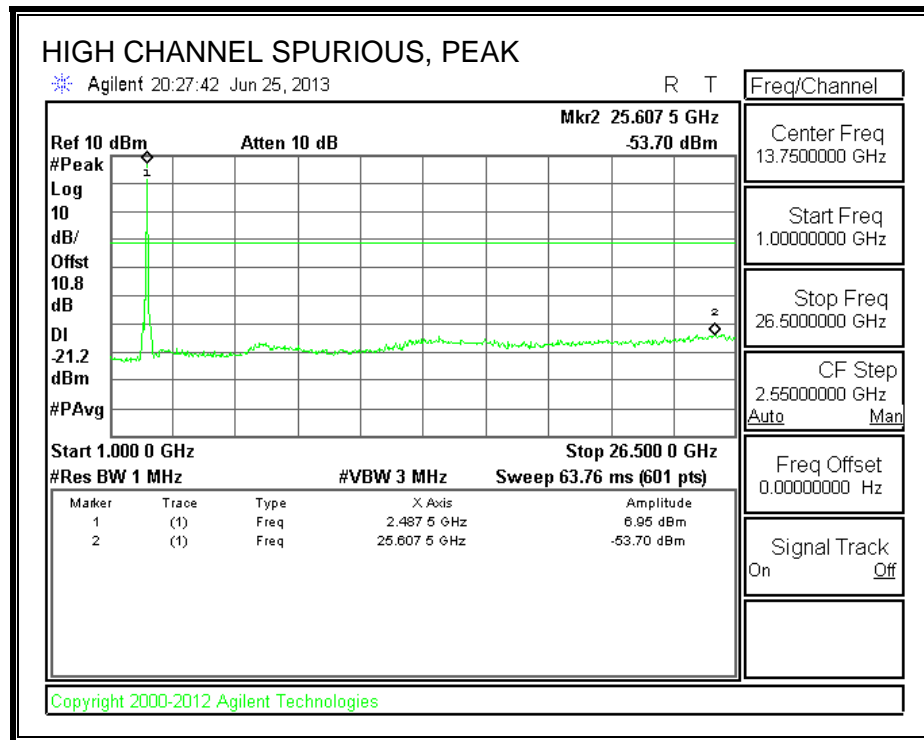 HIGH CHANNEL SPURIOUS, PEAK
Agilent 20:27:42 Jun 25, 2013 R T
Mkr2 25.607 5 GHz
Ref 10 dBm Atten 10 dB -53.70 dBm
#Peak
Log
10
dB/
Offst
10.8
dB
DI
-21.2
dBm
#PAvg
1
2
Start 1.000 0 GHz Stop 26.500 0 GHz
#Res BW 1 MHz #VBW 3 MHz Sweep 63.76 ms (601 pts)
Marker Trace Type X Axis Amplitude
1 (1) Freq 2.487 5 GHz 6.95 dBm
2 (1) Freq 25.607 5 GHz -53.70 dBm
Copyright 2000-2012 Agilent Technologies
Freq/Channel
Center Freq
13.7500000 GHz
Start Freq
1.00000000 GHz
Stop Freq
26.5000000 GHz
CF Step
2.55000000 GHz
Auto Man
Freq Offset
0.00000000 Hz
Signal Track
On Off